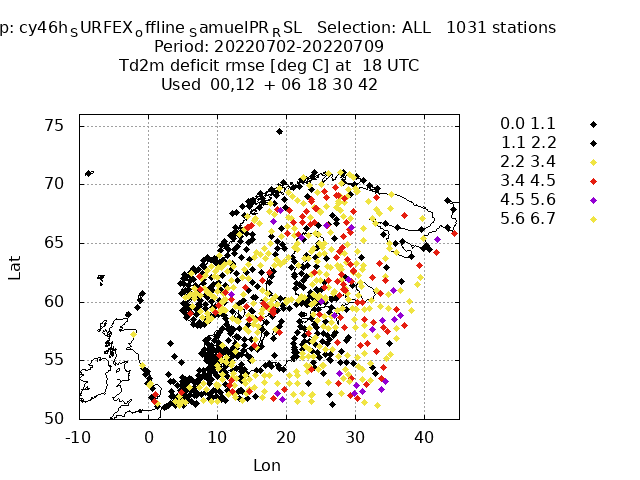 p: cy46h_SURFEX_offline_SamuelPR_RSL   Selection: ALL   1031 stations
Period: 20220702-20220709
Td2m deficit rmse [deg C] at  18 UTC
Used  00,12  + 06 18 30 42
0.0 1.1
1.1 2.2
2.2 3.4
3.4 4.5
4.5 5.6
5.6 6.7
75
70
65
60
55
50
Lat
-10 0 10 20 30 40
Lon